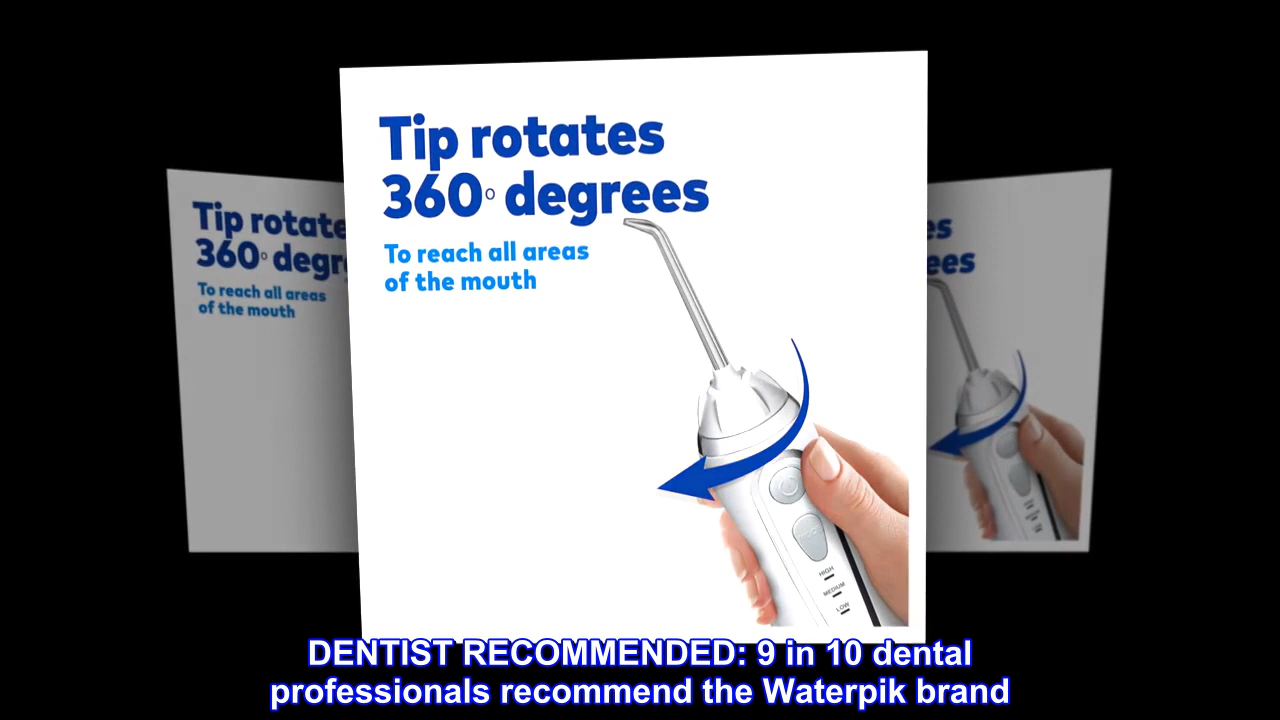 Tip rotates
360° degrees
To reach all areas
of the mouth
HIGH
MEDIUM
LOW
Tip rotate
360° degr
To reach all areas
of the mouth
es
ees
DENTIST RECOMMENDED: 9 in 10 dental
professionals recommend the Waterpik brand